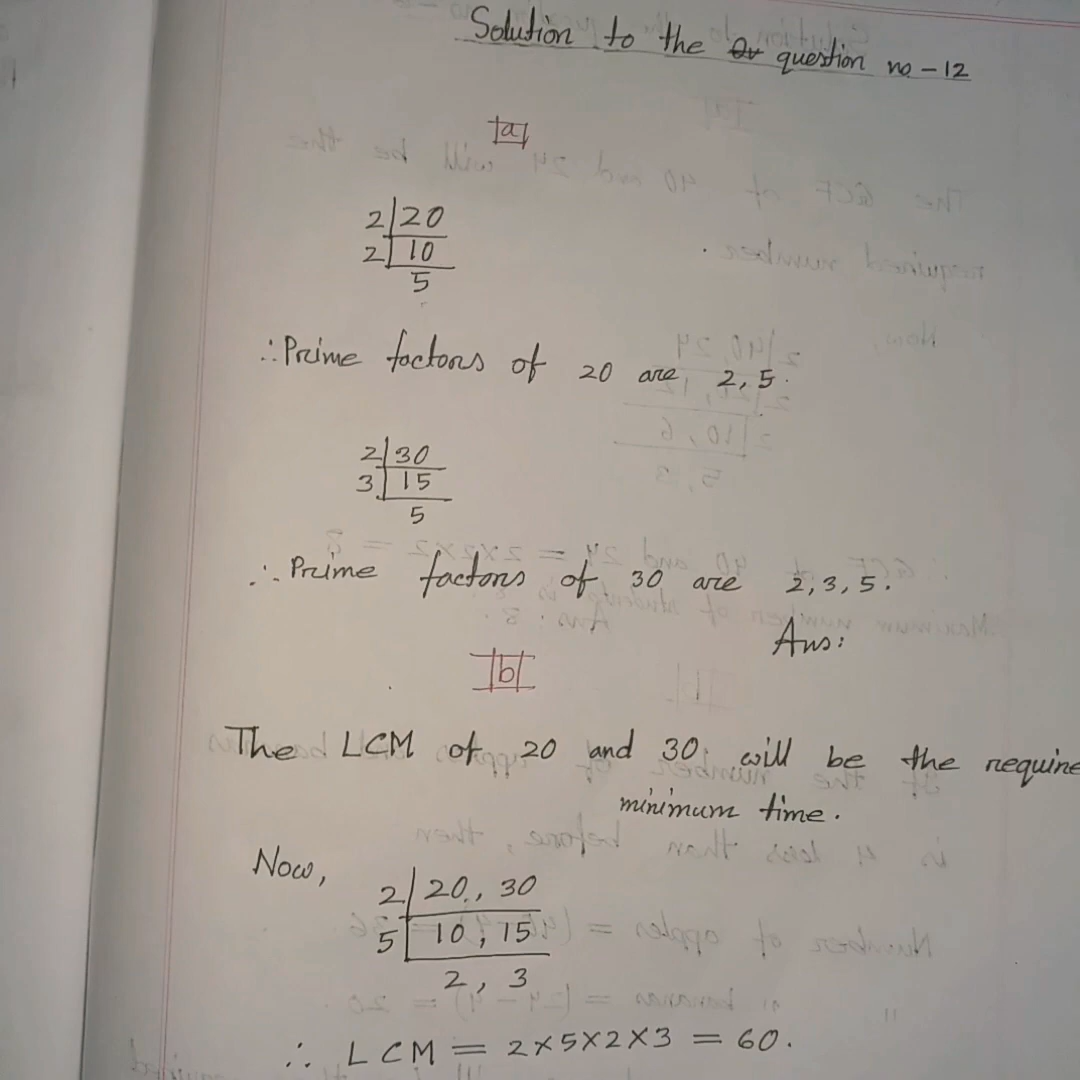 Solution to the Qu question no - 12
a
2 20
2 10
5
∴ Prime factors of 20 are 2, 5.
2 30
3 15
5
∴ Prime factors of 30 are 2, 3, 5.
Ans:
b
The LCM of 20 and 30 will be the require
minimum time.
Now,
2 20, 30
5 10, 15
2, 3
∴ LCM = 2×5×2×3 = 60.